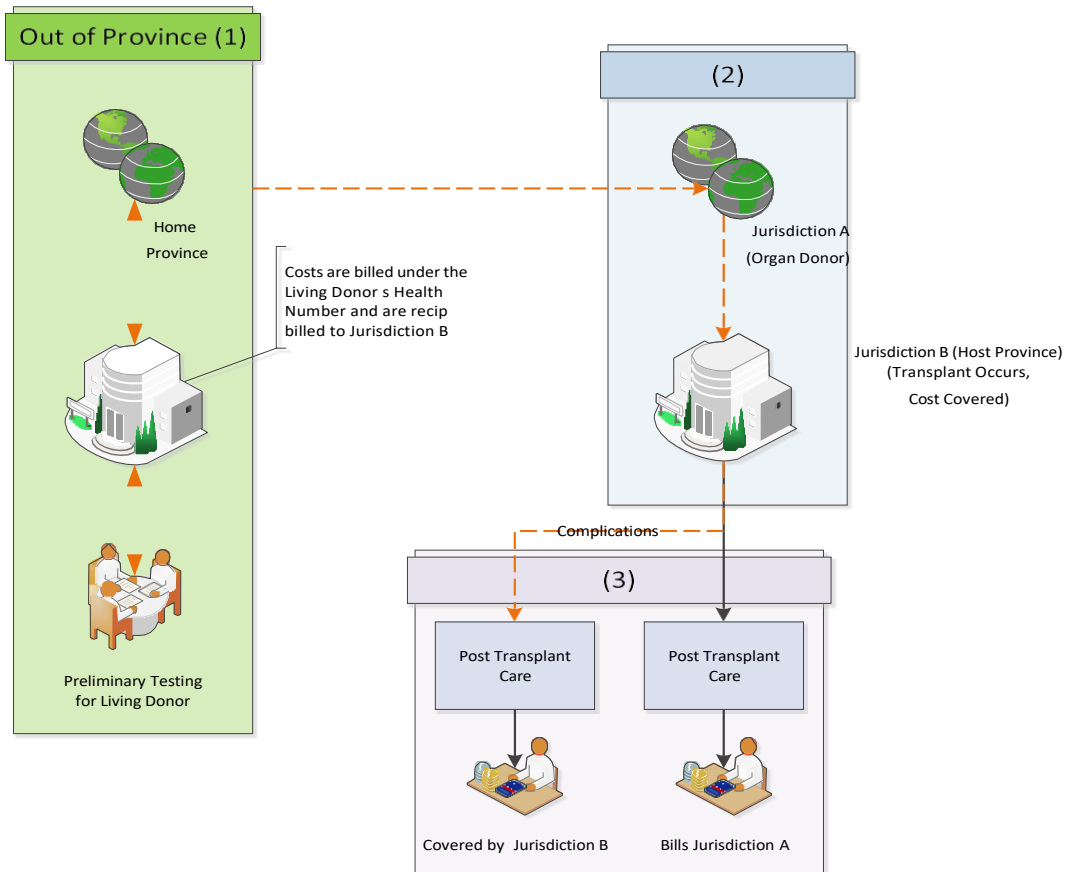 Out of Province (1)
Home
Province
Costs are billed under the
Living Donor s Health
Number and are recip
billed to Jurisdiction B
Preliminary Testing
for Living Donor
(2)
Jurisdiction A
(Organ Donor)
Jurisdiction B (Host Province)
(Transplant Occurs,
Cost Covered)
Complications
(3)
Post Transplant
Care
Post Transplant
Care
Covered by Jurisdiction B
Bills Jurisdiction A